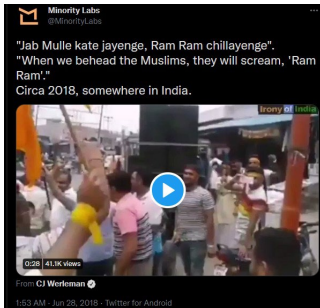 Minority Labs
@MinorityLabs
"Jab Mulle kate jayenge, Ram Ram chillayenge".
"When we behead the Muslims, they will scream, 'Ram
Ram'."
Circa 2018, somewhere in India.
Irony of India
0:28 41.1K views
From CJ Werleman
1:53 AM · Jun 28, 2018 · Twitter for Android